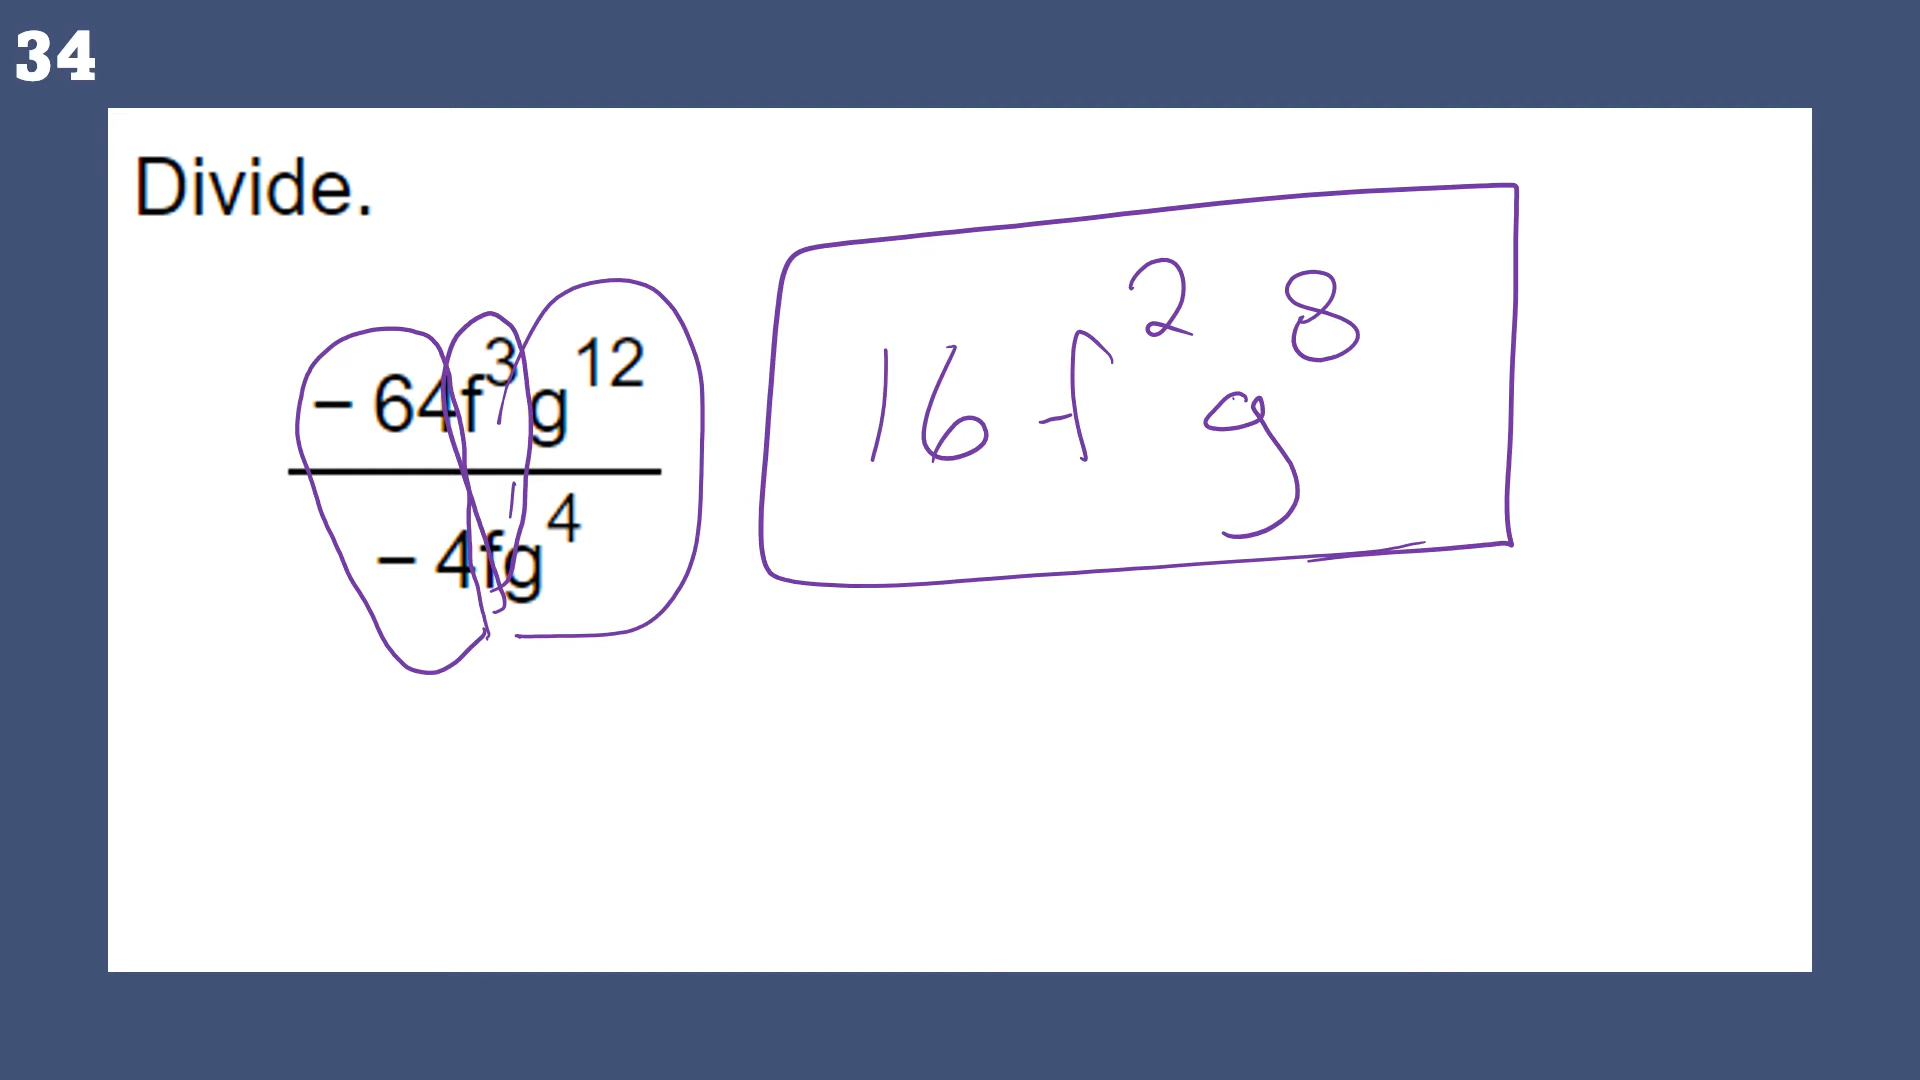 34
Divide.
− 64f³g¹²
− 4fg⁴
16f²g⁸